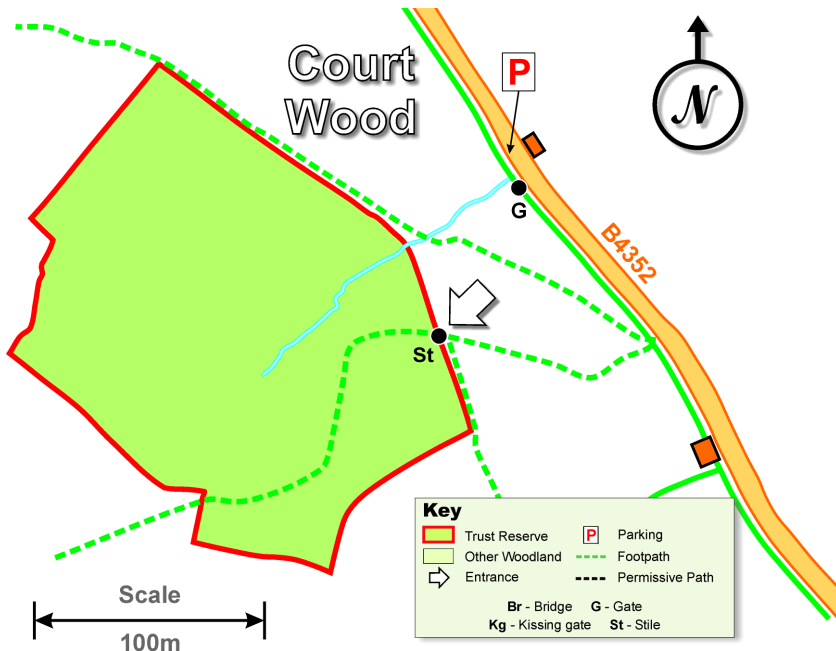 Court
Wood
P
N
G
B4352
St
Key
Trust Reserve
P
Parking
Other Woodland
Footpath
Entrance
Permissive Path
Br - Bridge G - Gate
Kg - Kissing gate St - Stile
Scale
100m